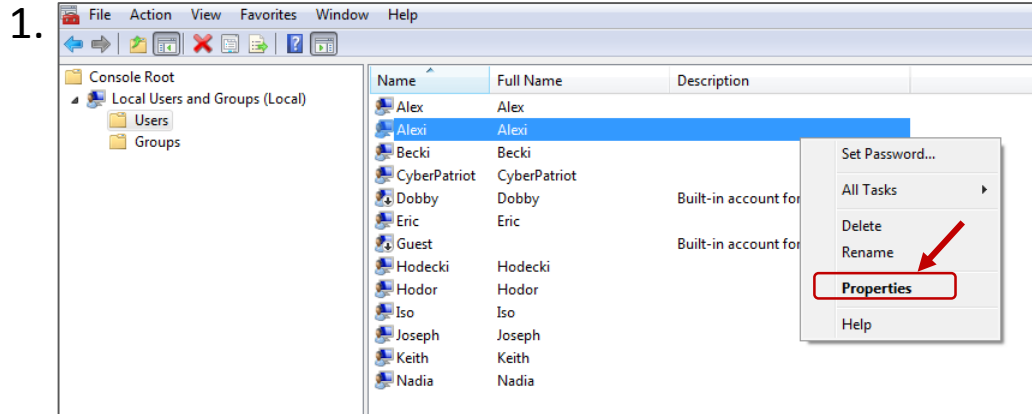 1.
File Action View Favorites Window Help
Console Root
Local Users and Groups (Local)
Users
Groups
Name Full Name Description
Alex Alex
Alexi Alexi
Becki Becki
CyberPatriot CyberPatriot
Dobby Dobby Built-in account for
Eric Eric
Guest Built-in account for
Hodecki Hodecki
Hodor Hodor
Iso Iso
Joseph Joseph
Keith Keith
Nadia Nadia
Set Password...
All Tasks
Delete
Rename
Properties
Help